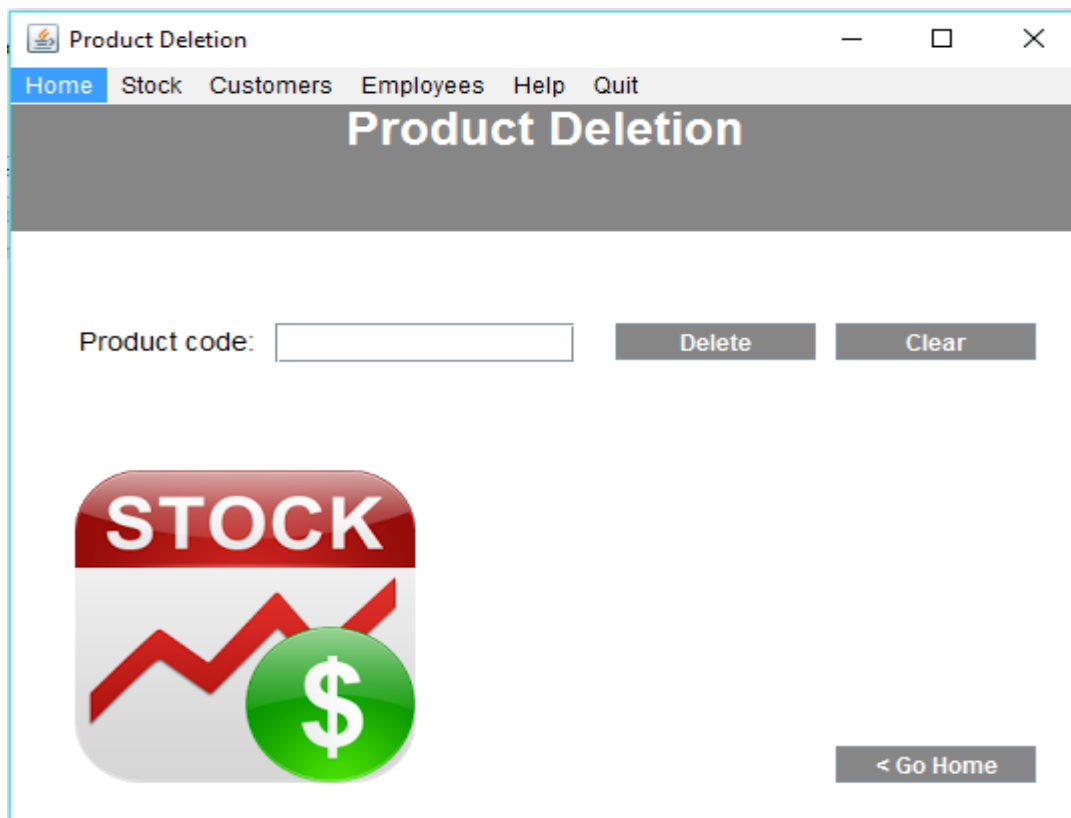 Product Deletion
Home Stock Customers Employees Help Quit
Product Deletion
Product code: Delete Clear
STOCK
$
< Go Home